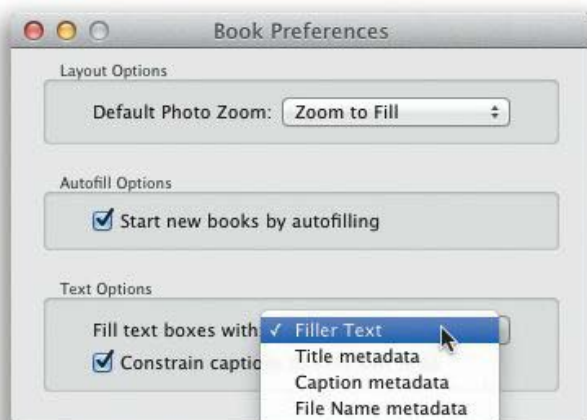 Book Preferences
Layout Options
Default Photo Zoom: Zoom to Fill
Autofill Options
Start new books by autofilling
Text Options
Fill text boxes with: ✓ Filler Text
Constrain captio
Title metadata
Caption metadata
File Name metadata